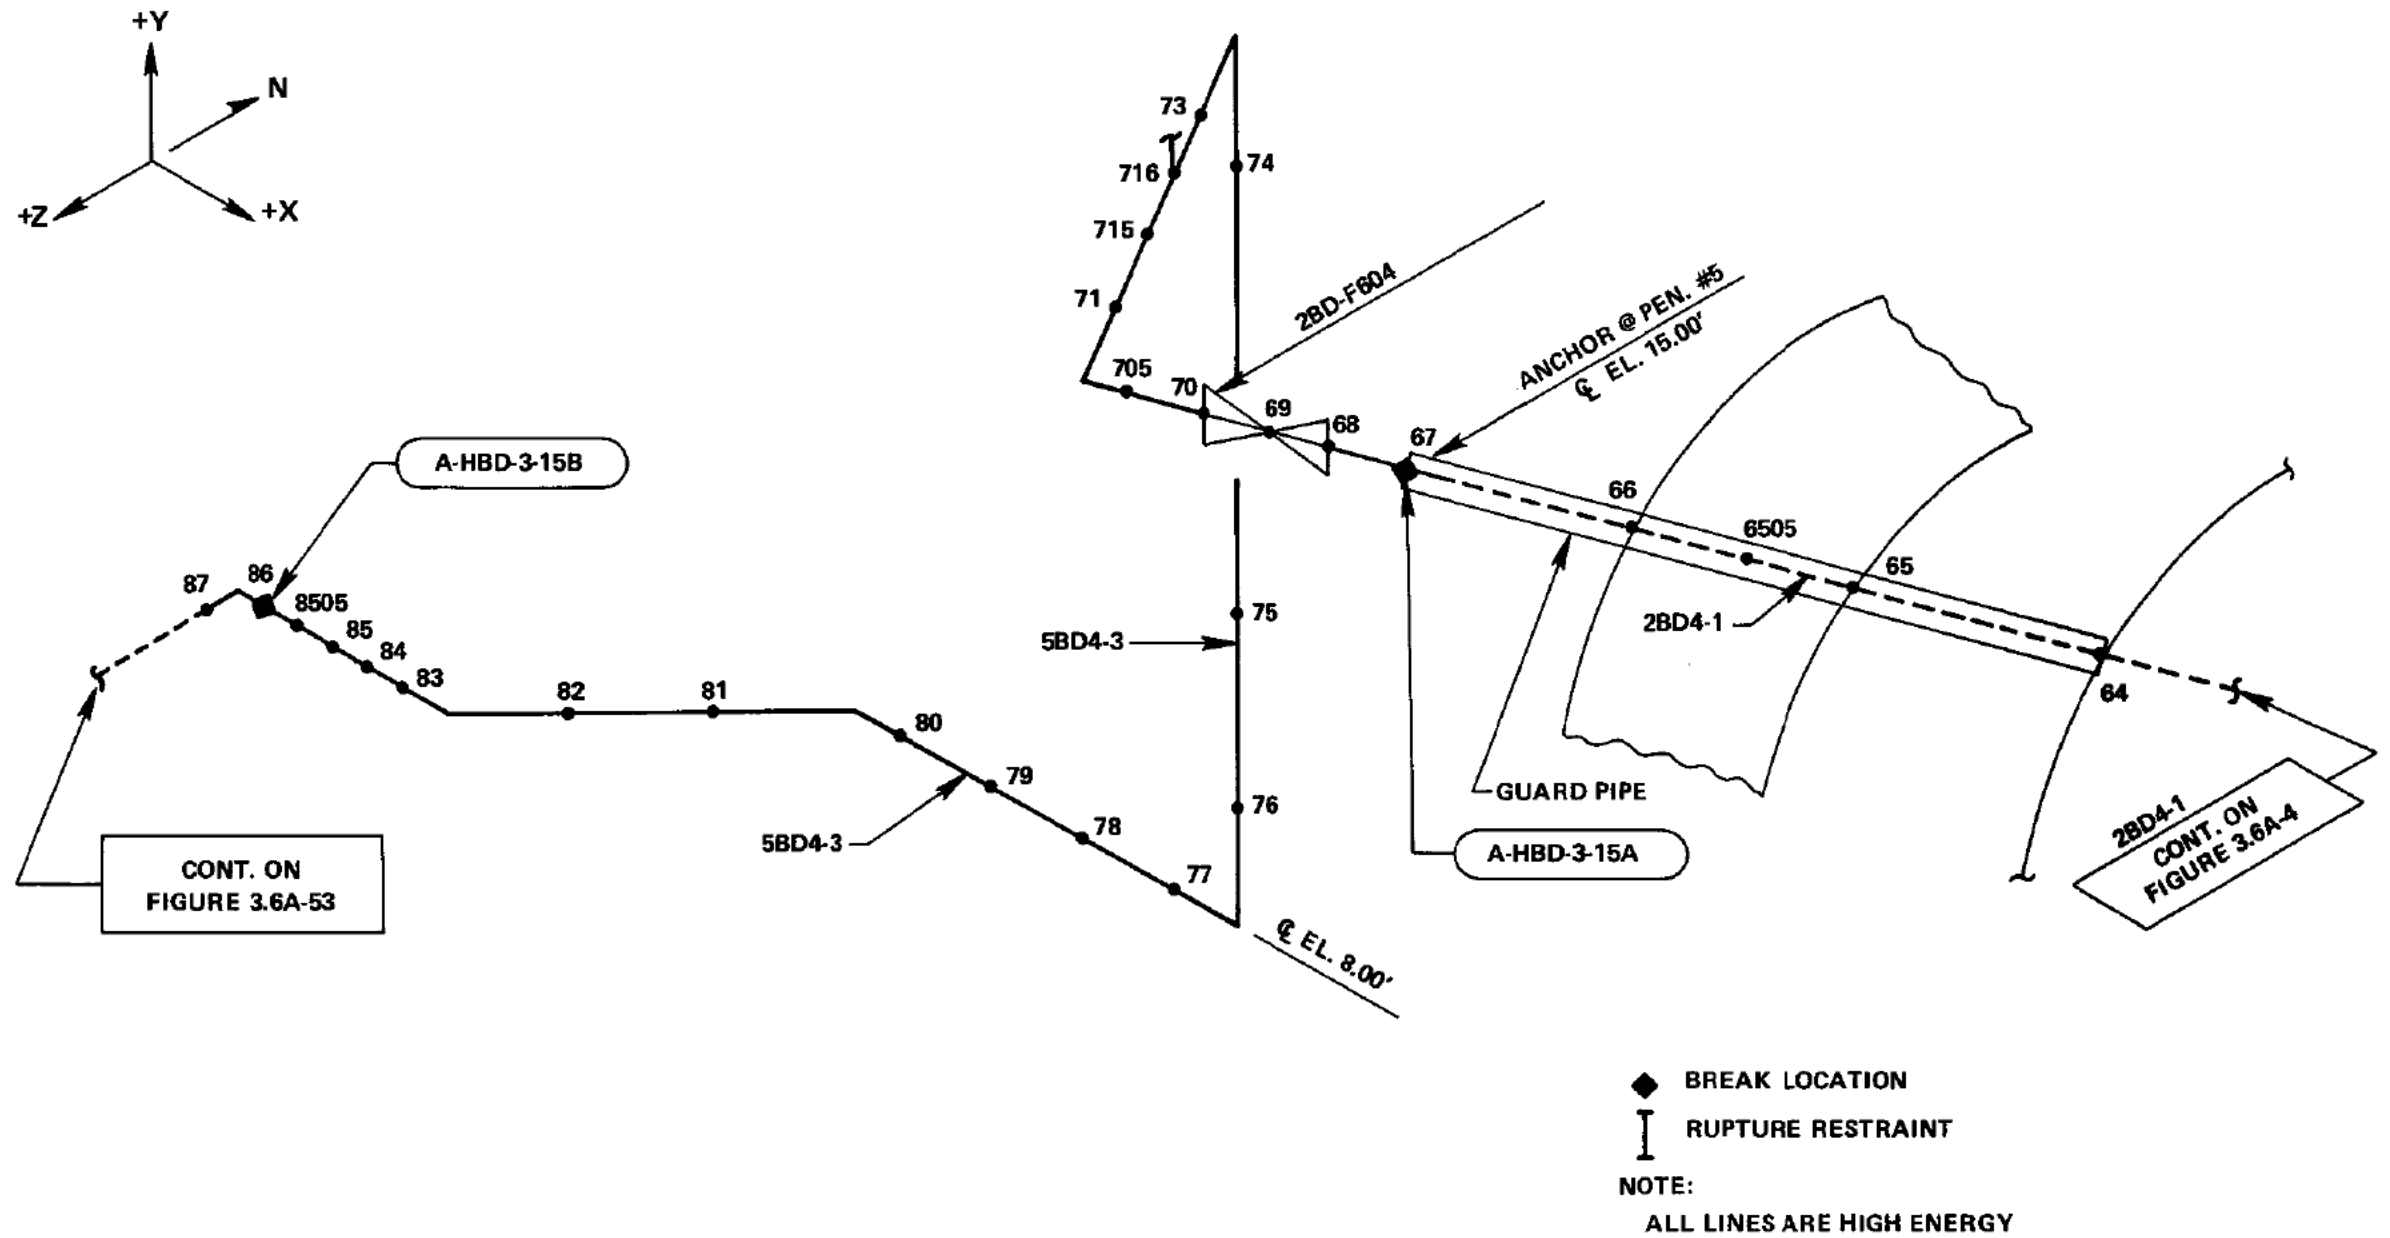 +Y
N
+Z
+X
73
716
74
715
71
705
70
69
68
2BD-F604
ANCHOR @ PEN. #5
℄ EL. 15.00'
67
66
6505
65
64
2BD4-1
GUARD PIPE
A-HBD-3-15A
2BD4-1
CONT. ON
FIGURE 3.6A-4
A-HBD-3-15B
87
86
8505
85
84
83
82
81
80
79
78
77
75
5BD4-3
76
5BD4-3
℄ EL. 8.00'
CONT. ON
FIGURE 3.6A-53
BREAK LOCATION
RUPTURE RESTRAINT
NOTE:
ALL LINES ARE HIGH ENERGY